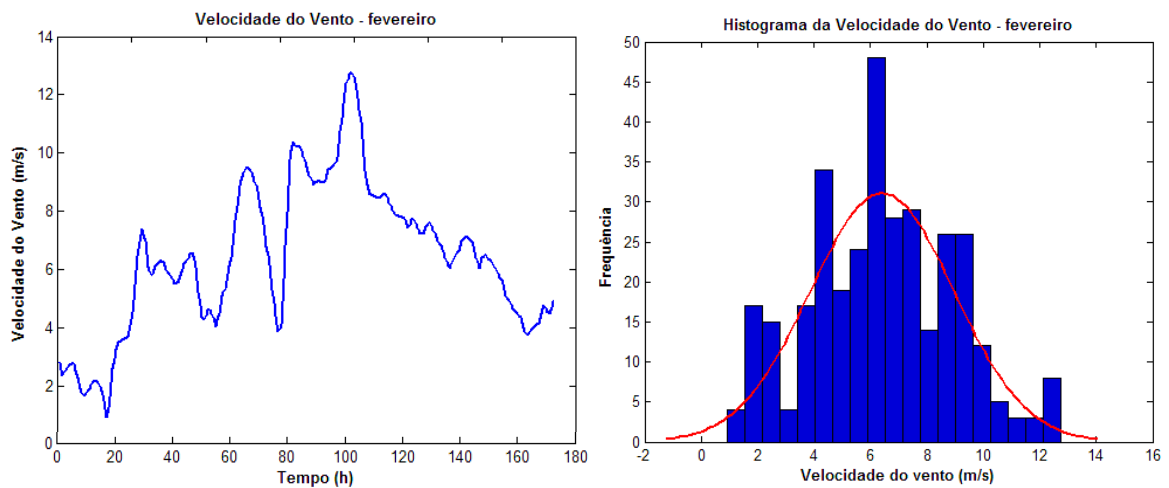 Velocidade do Vento - fevereiro
Velocidade do Vento (m/s)
14
12
10
8
6
4
2
0
0 20 40 60 80 100 120 140 160 180
Tempo (h)
Histograma da Velocidade do Vento - fevereiro
Frequência
50
45
40
35
30
25
20
15
10
5
0
-2 0 2 4 6 8 10 12 14 16
Velocidade do vento (m/s)